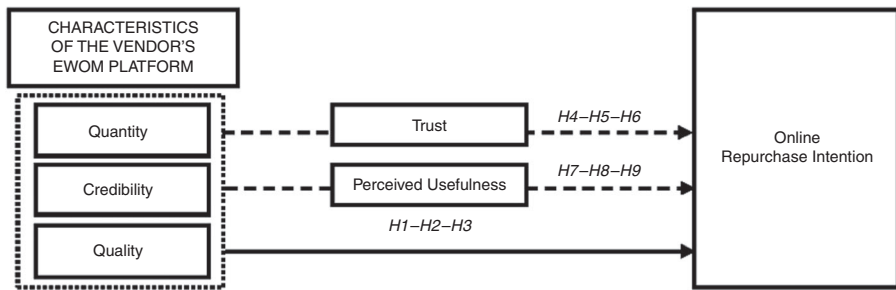 CHARACTERISTICS
OF THE VENDOR'S
EWOM PLATFORM
Quantity
Trust
H4–H5–H6
Credibility
Perceived Usefulness
H7–H8–H9
Quality
H1–H2–H3
Online
Repurchase Intention